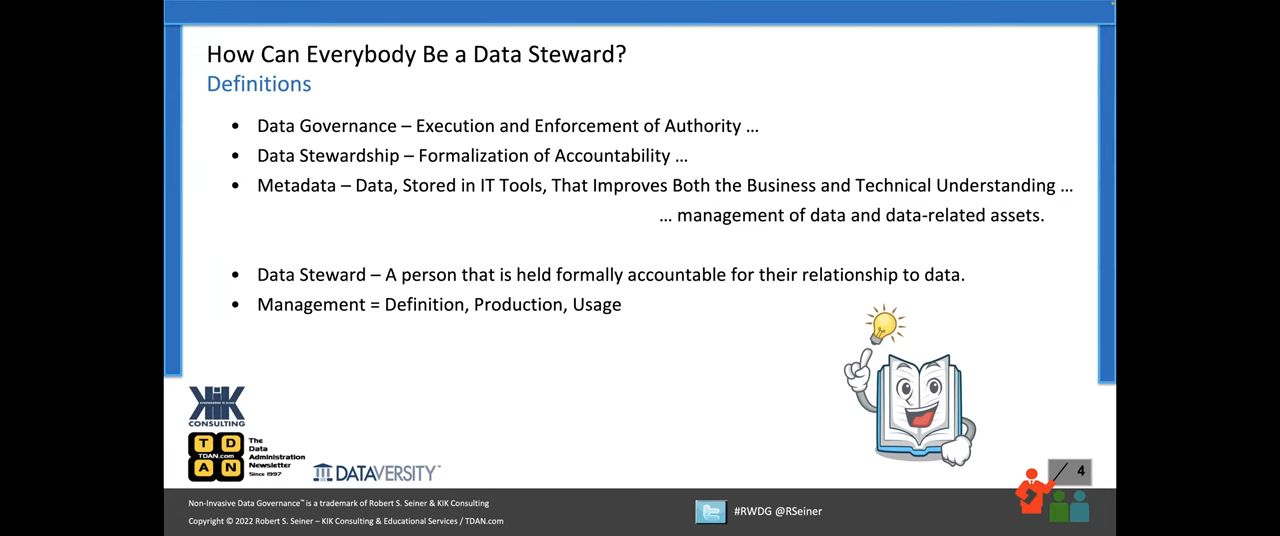 How Can Everybody Be a Data Steward?
Definitions
• Data Governance – Execution and Enforcement of Authority …
• Data Stewardship – Formalization of Accountability …
• Metadata – Data, Stored in IT Tools, That Improves Both the Business and Technical Understanding …
… management of data and data-related assets.
• Data Steward – A person that is held formally accountable for their relationship to data.
• Management = Definition, Production, Usage
KIK
CONSULTING
T D
TDAN.com
A N
The
Data
Administration
Newsletter
Since 1997
DATAVERSITY™
4
Non-Invasive Data Governance™ is a trademark of Robert S. Seiner & KIK Consulting
Copyright © 2022 Robert S. Seiner – KIK Consulting & Educational Services / TDAN.com
#RWDG @RSeiner